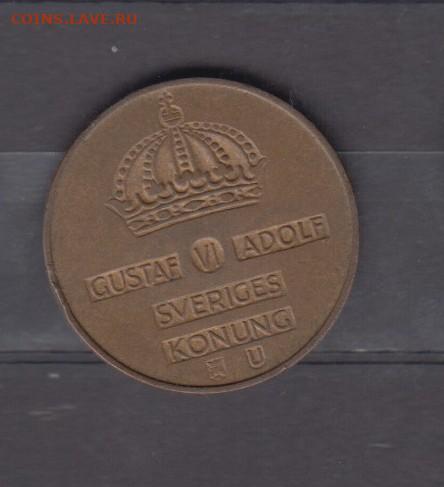 COINS.LAVE.RU
GUSTAF VI ADOLF
SVERIGES
KONUNG
U